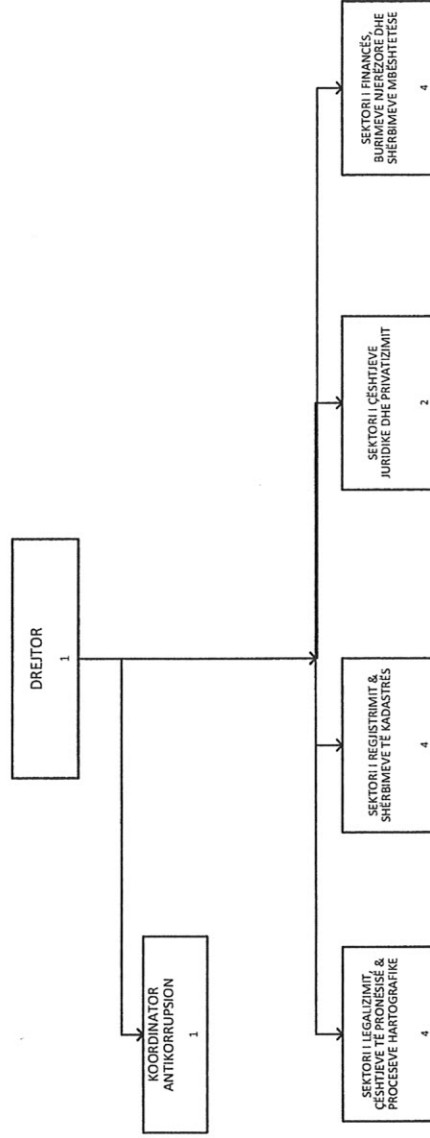 DREJTOR
1
KOORDINATOR
ANTIKORRUPSION
1
SEKTORI I LEGALIZIMIT,
ÇËSHTJEVE TË PRONËSISË &
PROCESEVE HARTOGRAFIKE
4
SEKTORI I REGJISTRIMIT &
SHËRBIMEVE TË KADASTRËS
4
SEKTORI I ÇËSHTJEVE
JURIDIKE DHE PRIVATIZIMIT
2
SEKTORI I FINANCËS,
BURIMEVE NJERËZORE DHE
SHËRBIMEVE MBËSHTETËSE
4